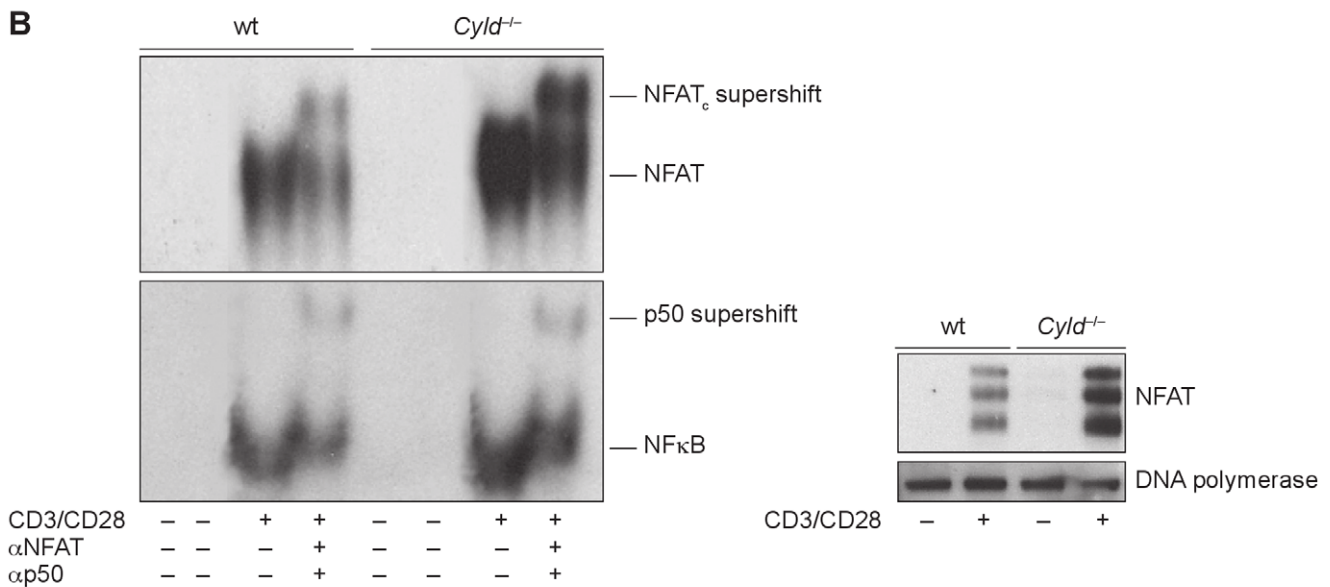 B
wt Cyld–/–
NFATc supershift
NFAT
p50 supershift
NFκB
CD3/CD28 – – + + – – + +
αNFAT – – – + – – – +
αp50 – – – + – – – +
wt Cyld–/–
NFAT
DNA polymerase
CD3/CD28 – + – +